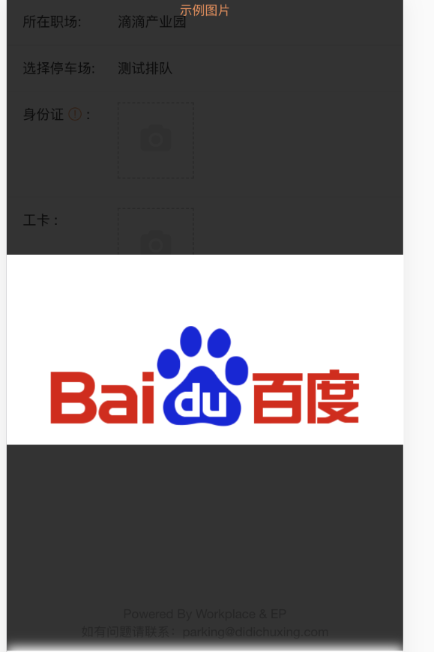 示例图片
所在职场: 滴滴产业园
选择停车场: 测试排队
身份证 ? :
工卡 :
Bai du 百度
Powered By Workplace & EP
如有问题请联系: parking@didichuxing.com